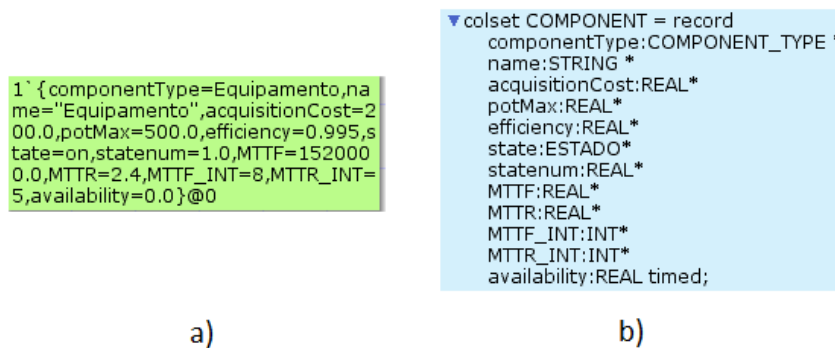 1`{componentType=Equipamento,na
me="Equipamento",acquisitionCost=2
00.0,potMax=500.0,efficiency=0.995,s
tate=on,statenum=1.0,MTTF=152000
0.0,MTTR=2.4,MTTF_INT=8,MTTR_INT=
5,availability=0.0}@0
a)
colset COMPONENT = record
componentType:COMPONENT_TYPE *
name:STRING *
acquisitionCost:REAL*
potMax:REAL*
efficiency:REAL*
state:ESTADO*
statenum:REAL*
MTTF:REAL*
MTTR:REAL*
MTTF_INT:INT*
MTTR_INT:INT*
availability:REAL timed;
b)